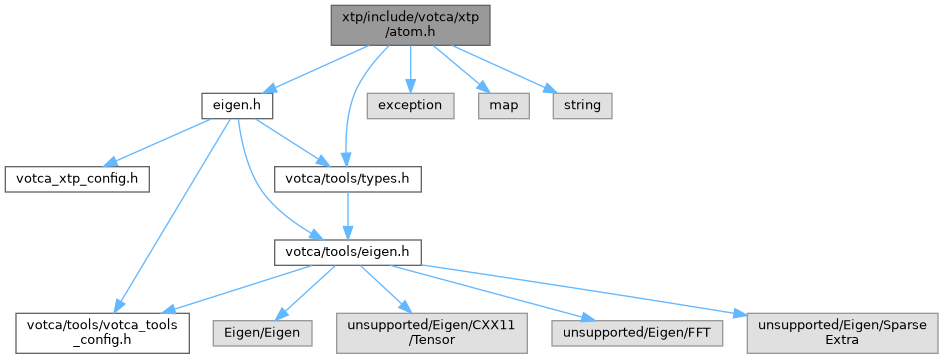 xtp/include/votca/xtp
/atom.h
eigen.h
exception
map
string
votca_xtp_config.h
votca/tools/types.h
votca/tools/eigen.h
votca/tools/votca_tools
_config.h
Eigen/Eigen
unsupported/Eigen/CXX11
/Tensor
unsupported/Eigen/FFT
unsupported/Eigen/Sparse
Extra